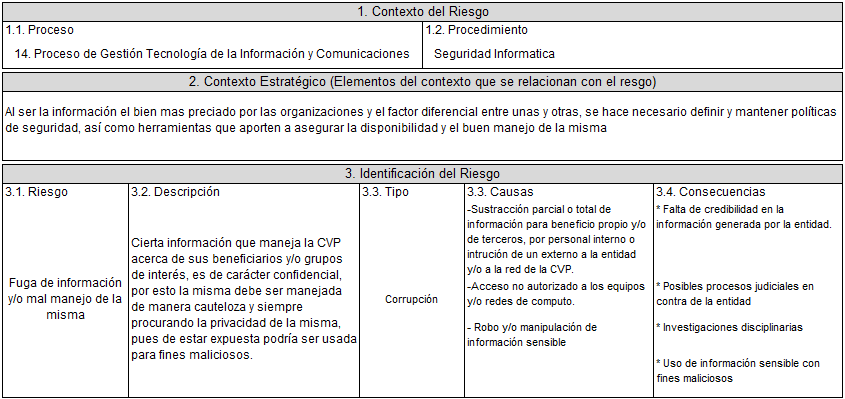 1. Contexto del Riesgo
1.1. Proceso
1.2. Procedimiento
14. Proceso de Gestión Tecnología de la Información y Comunicaciones
Seguridad Informatica
2. Contexto Estratégico (Elementos del contexto que se relacionan con el resgo)
Al ser la información el bien mas preciado por las organizaciones y el factor diferencial entre unas y otras, se hace necesario definir y mantener políticas
de seguridad, así como herramientas que aporten a asegurar la disponibilidad y el buen manejo de la misma
3. Identificación del Riesgo
3.1. Riesgo
3.2. Descripción
3.3. Tipo
3.3. Causas
3.4. Consecuencias
Fuga de información
y/o mal manejo de la
misma
Cierta información que maneja la CVP
acerca de sus beneficiarios y/o grupos
de interés, es de carácter confidencial,
por esto la misma debe ser manejada
de manera cauteloza y siempre
procurando la privacidad de la misma,
pues de estar expuesta podría ser usada
para fines maliciosos.
Corrupción
-Sustracción parcial o total de
información para beneficio propio y/o
de terceros, por personal interno o
intrución de un externo a la entidad
y/o a la red de la CVP.
-Acceso no autorizado a los equipos
y/o redes de computo.
- Robo y/o manipulación de
información sensible
* Falta de credibilidad en la
información generada por la entidad.
* Posibles procesos judiciales en
contra de la entidad
* Investigaciones disciplinarias
* Uso de información sensible con
fines maliciosos